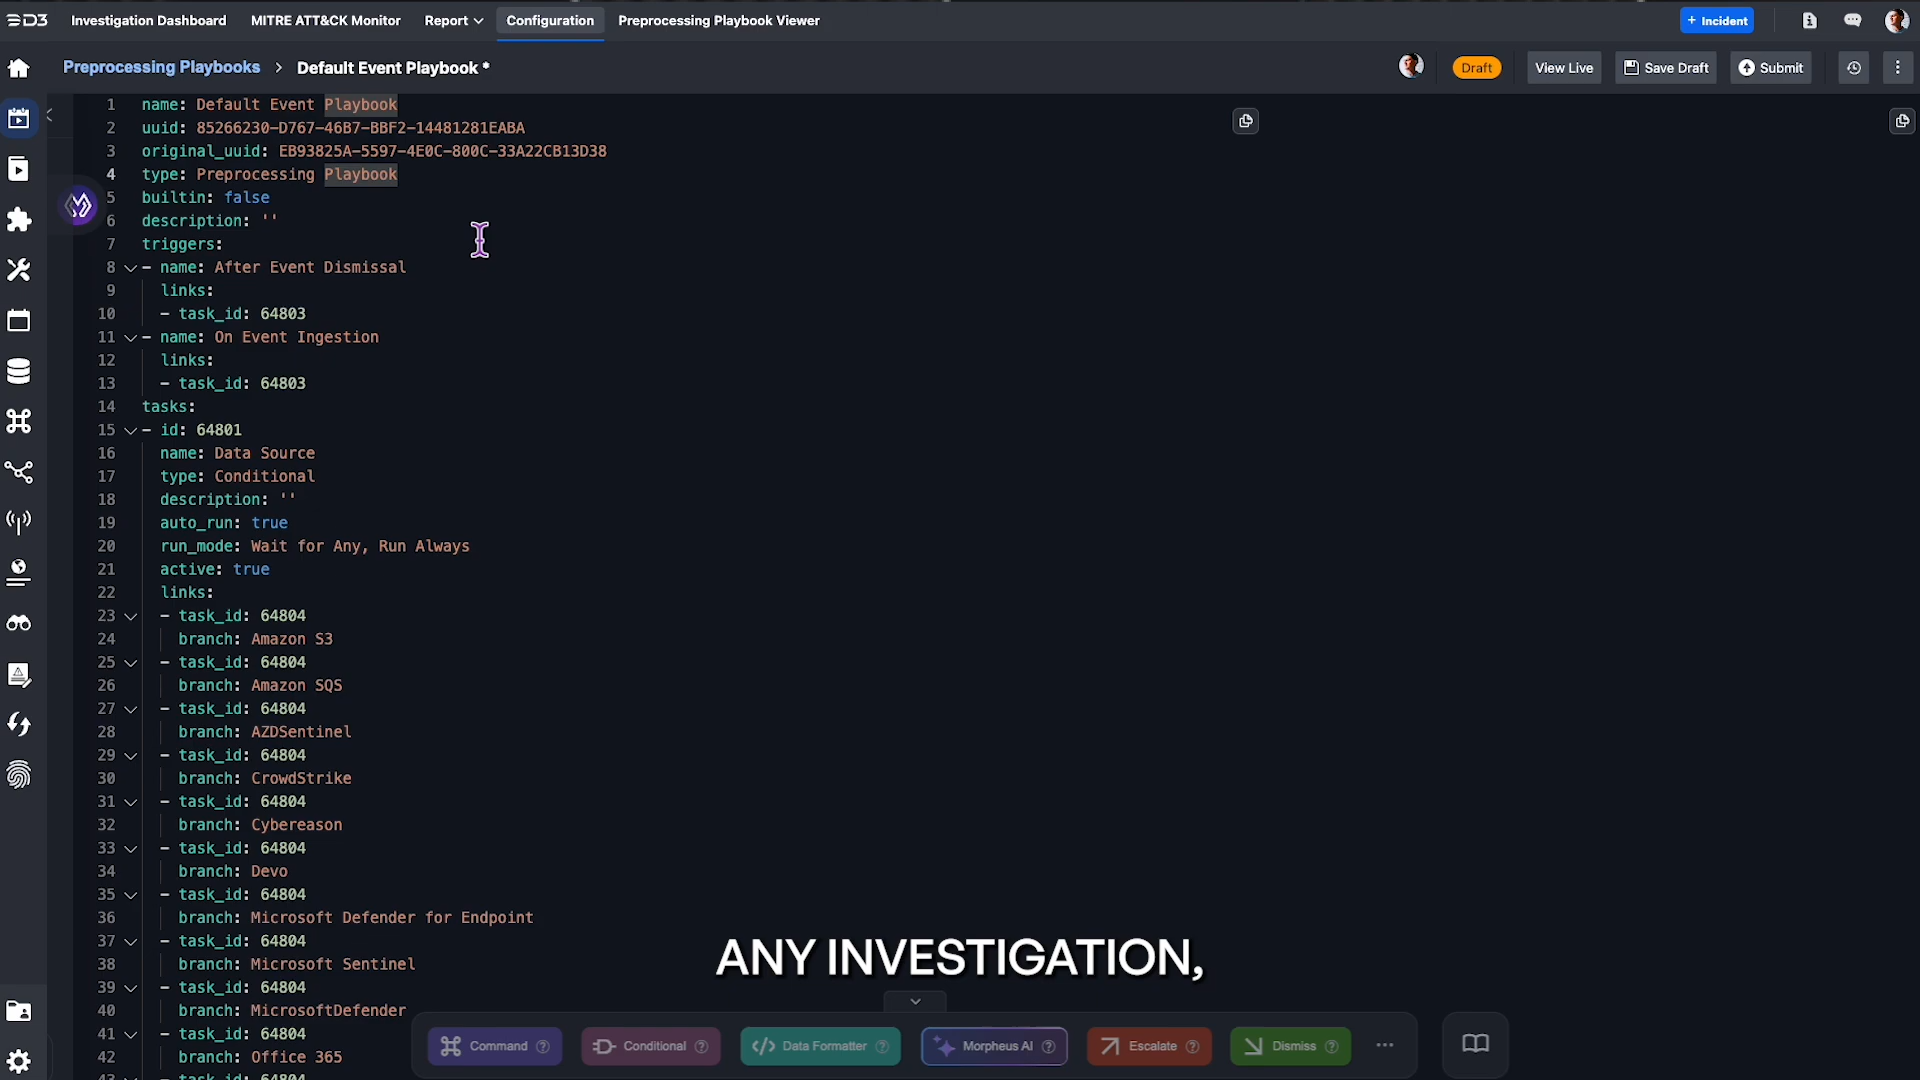 D3 Investigation Dashboard MITRE ATT&CK Monitor Report Configuration Preprocessing Playbook Viewer + Incident
Preprocessing Playbooks > Default Event Playbook * Draft View Live Save Draft Submit
1 name: Default Event Playbook
2 uuid: 85266230-D767-46B7-BBF2-14481281EABA
3 original_uuid: EB93825A-5597-4E0C-800C-33A22CB13D38
4 type: Preprocessing Playbook
5 builtin: false
6 description: ''
7 triggers:
8 - name: After Event Dismissal
9 links:
10 - task_id: 64803
11 - name: On Event Ingestion
12 links:
13 - task_id: 64803
14 tasks:
15 - id: 64801
16 name: Data Source
17 type: Conditional
18 description: ''
19 auto_run: true
20 run_mode: Wait for Any, Run Always
21 active: true
22 links:
23 - task_id: 64804
24 branch: Amazon S3
25 - task_id: 64804
26 branch: Amazon SQS
27 - task_id: 64804
28 branch: AZDSentinel
29 - task_id: 64804
30 branch: CrowdStrike
31 - task_id: 64804
32 branch: Cybereason
33 - task_id: 64804
34 branch: Devo
35 - task_id: 64804
36 branch: Microsoft Defender for Endpoint
37 - task_id: 64804
38 branch: Microsoft Sentinel
39 - task_id: 64804
40 branch: MicrosoftDefender
41 - task_id: 64804
42 branch: Office 365
43 - task_id: 64804
ANY INVESTIGATION,
Command Conditional Data Formatter Morpheus AI Escalate Dismiss